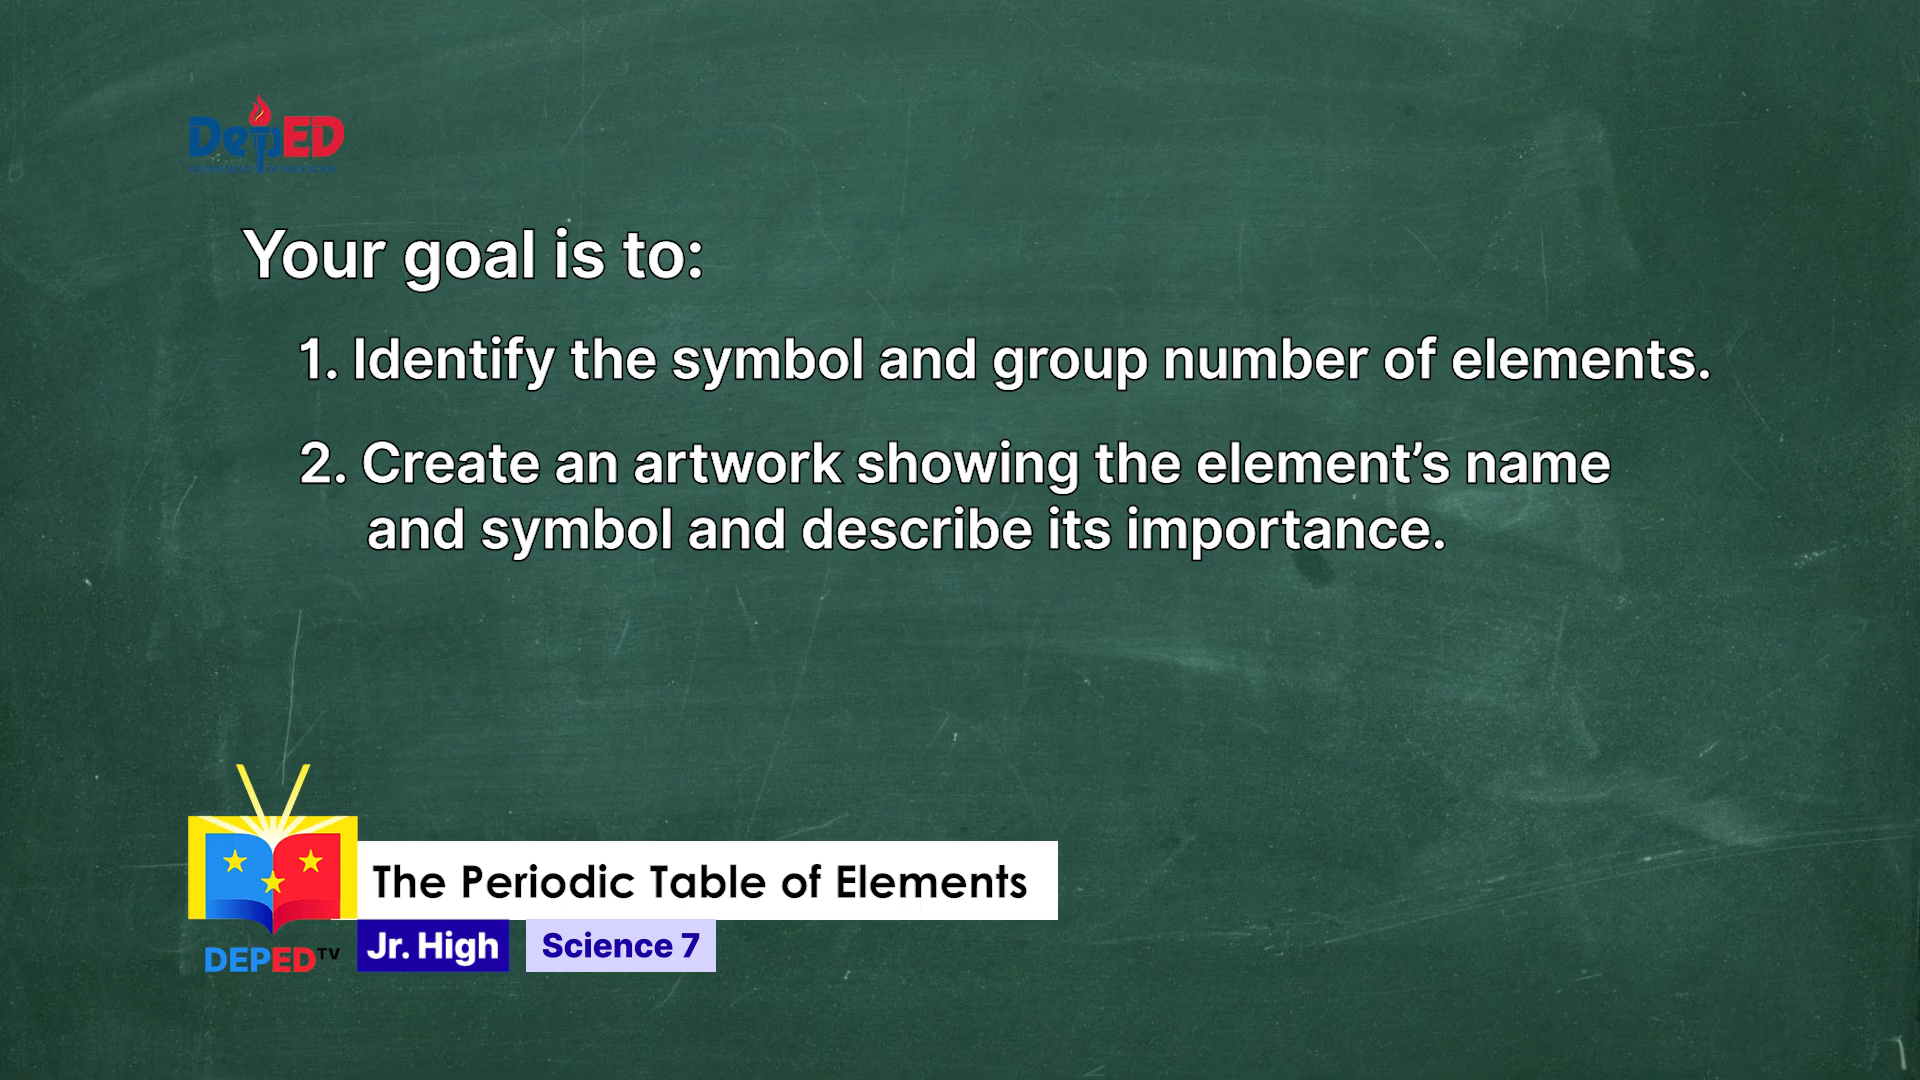 DepED
Your goal is to:
1. Identify the symbol and group number of elements.
2. Create an artwork showing the element’s name
and symbol and describe its importance.
The Periodic Table of Elements
DEPED TV
Jr. High
Science 7